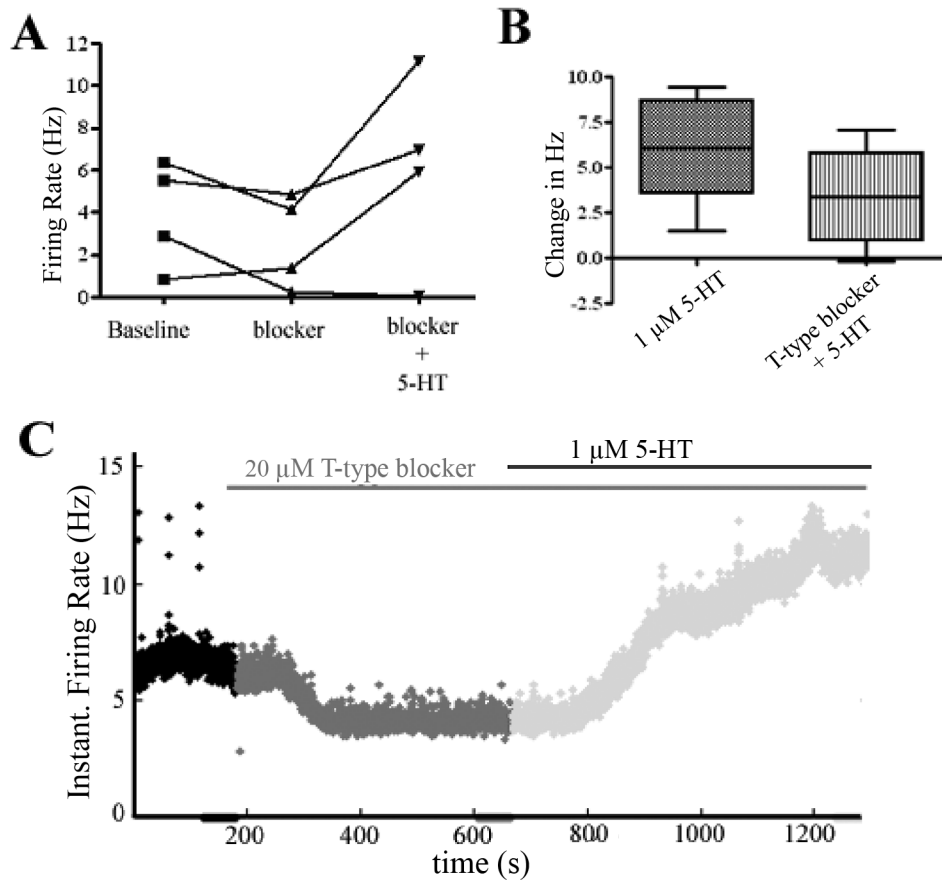 A
12
10
8
6
4
2
0
Firing Rate (Hz)
Baseline
blocker
blocker
+
5-HT
B
10.0
7.5
5.0
2.5
0.0
-2.5
Change in Hz
1 μM 5-HT
T-type blocker
+ 5-HT
C
15
10
5
0
Instant. Firing Rate (Hz)
20 μM T-type blocker
1 μM 5-HT
200
400
600
800
1000
1200
time (s)